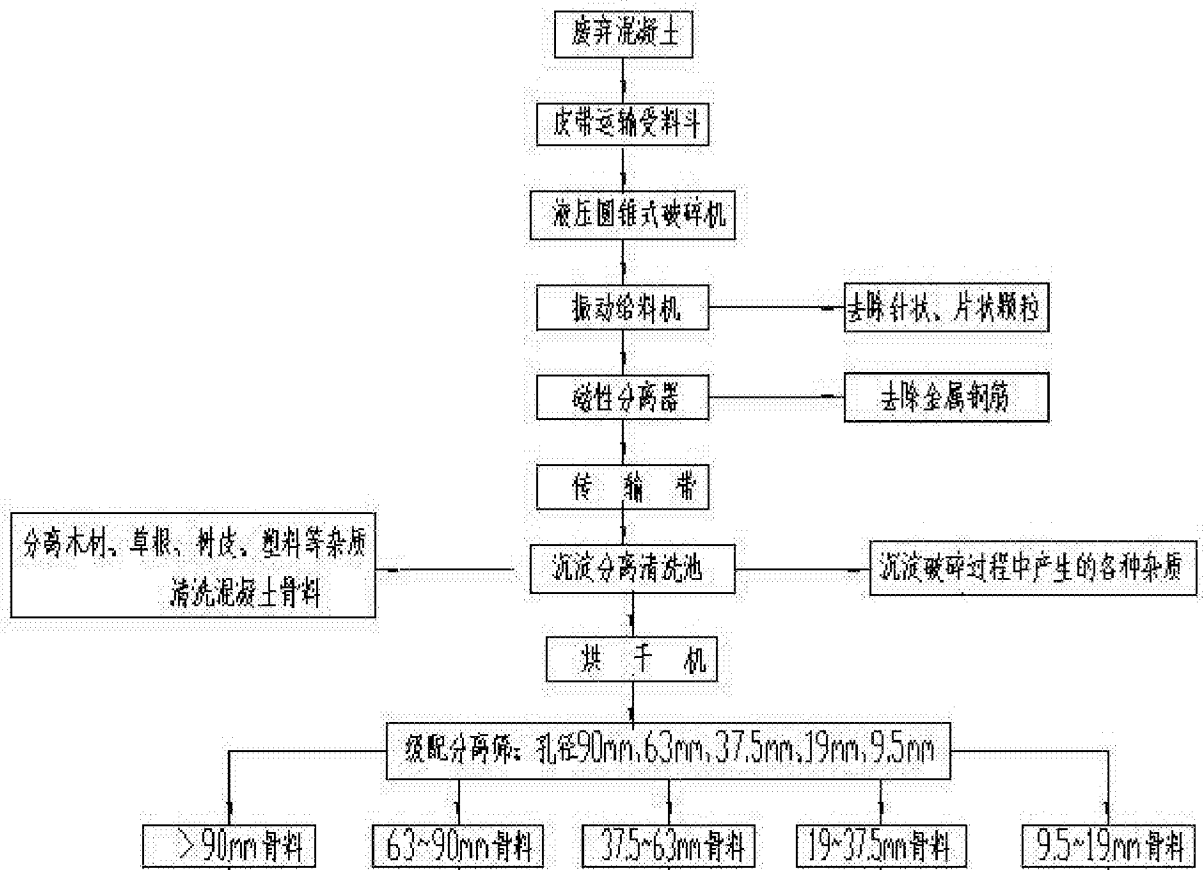 废弃混凝土
皮带运输受料斗
液压圆锥式破碎机
振动给料机
去除针状、片状颗粒
磁性分离器
去除金属钢筋
传输带
分离木材、草根、树皮、塑料等杂质
清洗混凝土骨料
沉淀分离清洗池
沉淀破碎过程中产生的各种杂质
烘干机
级配分离筛：孔径90mm、63mm、37.5mm、19mm、9.5mm
＞90mm骨料
63~90mm骨料
37.5~63mm骨料
19~37.5mm骨料
9.5~19mm骨料